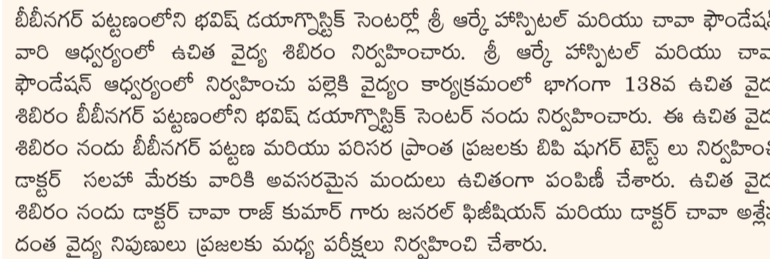 బీబీనగర్ పట్టణంలోని భవిష్ డయాగ్నొస్టిక్ సెంటర్లో శ్రీ ఆర్కే హాస్పిటల్ మరియు చావా ఫౌండేషన్
వారి ఆధ్వర్యంలో ఉచిత వైద్య శిబిరం నిర్వహించారు. శ్రీ ఆర్కే హాస్పిటల్ మరియు చావా
ఫౌండేషన్ ఆధ్వర్యంలో నిర్వహించు పల్లెకి వైద్యం కార్యక్రమంలో భాగంగా 138వ ఉచిత వైద్య
శిబిరం బీబీనగర్ పట్టణంలోని భవిష్ డయాగ్నొస్టిక్ సెంటర్ నందు నిర్వహించారు. ఈ ఉచిత వైద్య
శిబిరం నందు బీబీనగర్ పట్టణ మరియు పరిసర ప్రాంత ప్రజలకు బిపి షుగర్ టెస్ట్ లు నిర్వహించి
డాక్టర్ సలహా మేరకు వారికి అవసరమైన మందులు ఉచితంగా పంపిణీ చేశారు. ఉచిత వైద్య
శిబిరం నందు డాక్టర్ చావా రాజ్ కుమార్ గారు జనరల్ ఫిజీషియన్ మరియు డాక్టర్ చావా
దంత వైద్య నిపుణులు ప్రజలకు మధ్య పరీక్షలు నిర్వహించి చేశారు.